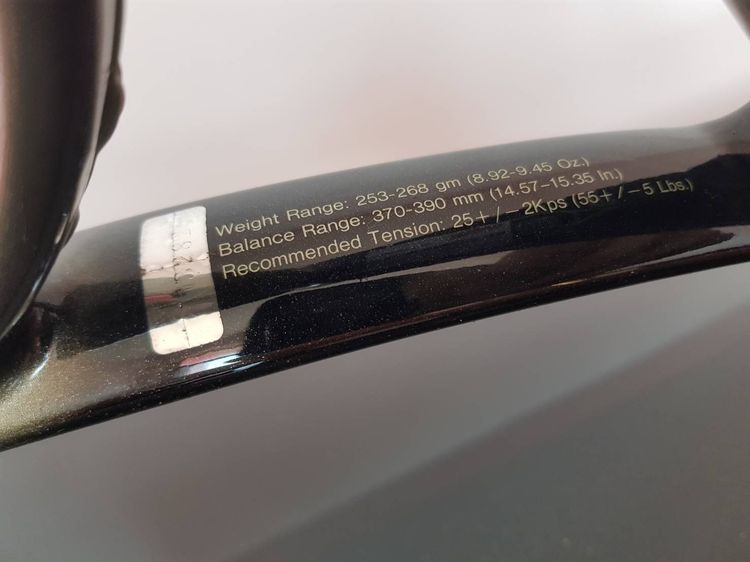 Weight Range: 253-268 gm (8.92-9.45 Oz.)
Balance Range: 370-390 mm (14.57-15.35 In.)
Recommended Tension: 25+/-2Kps (55+/-5 Lbs.)